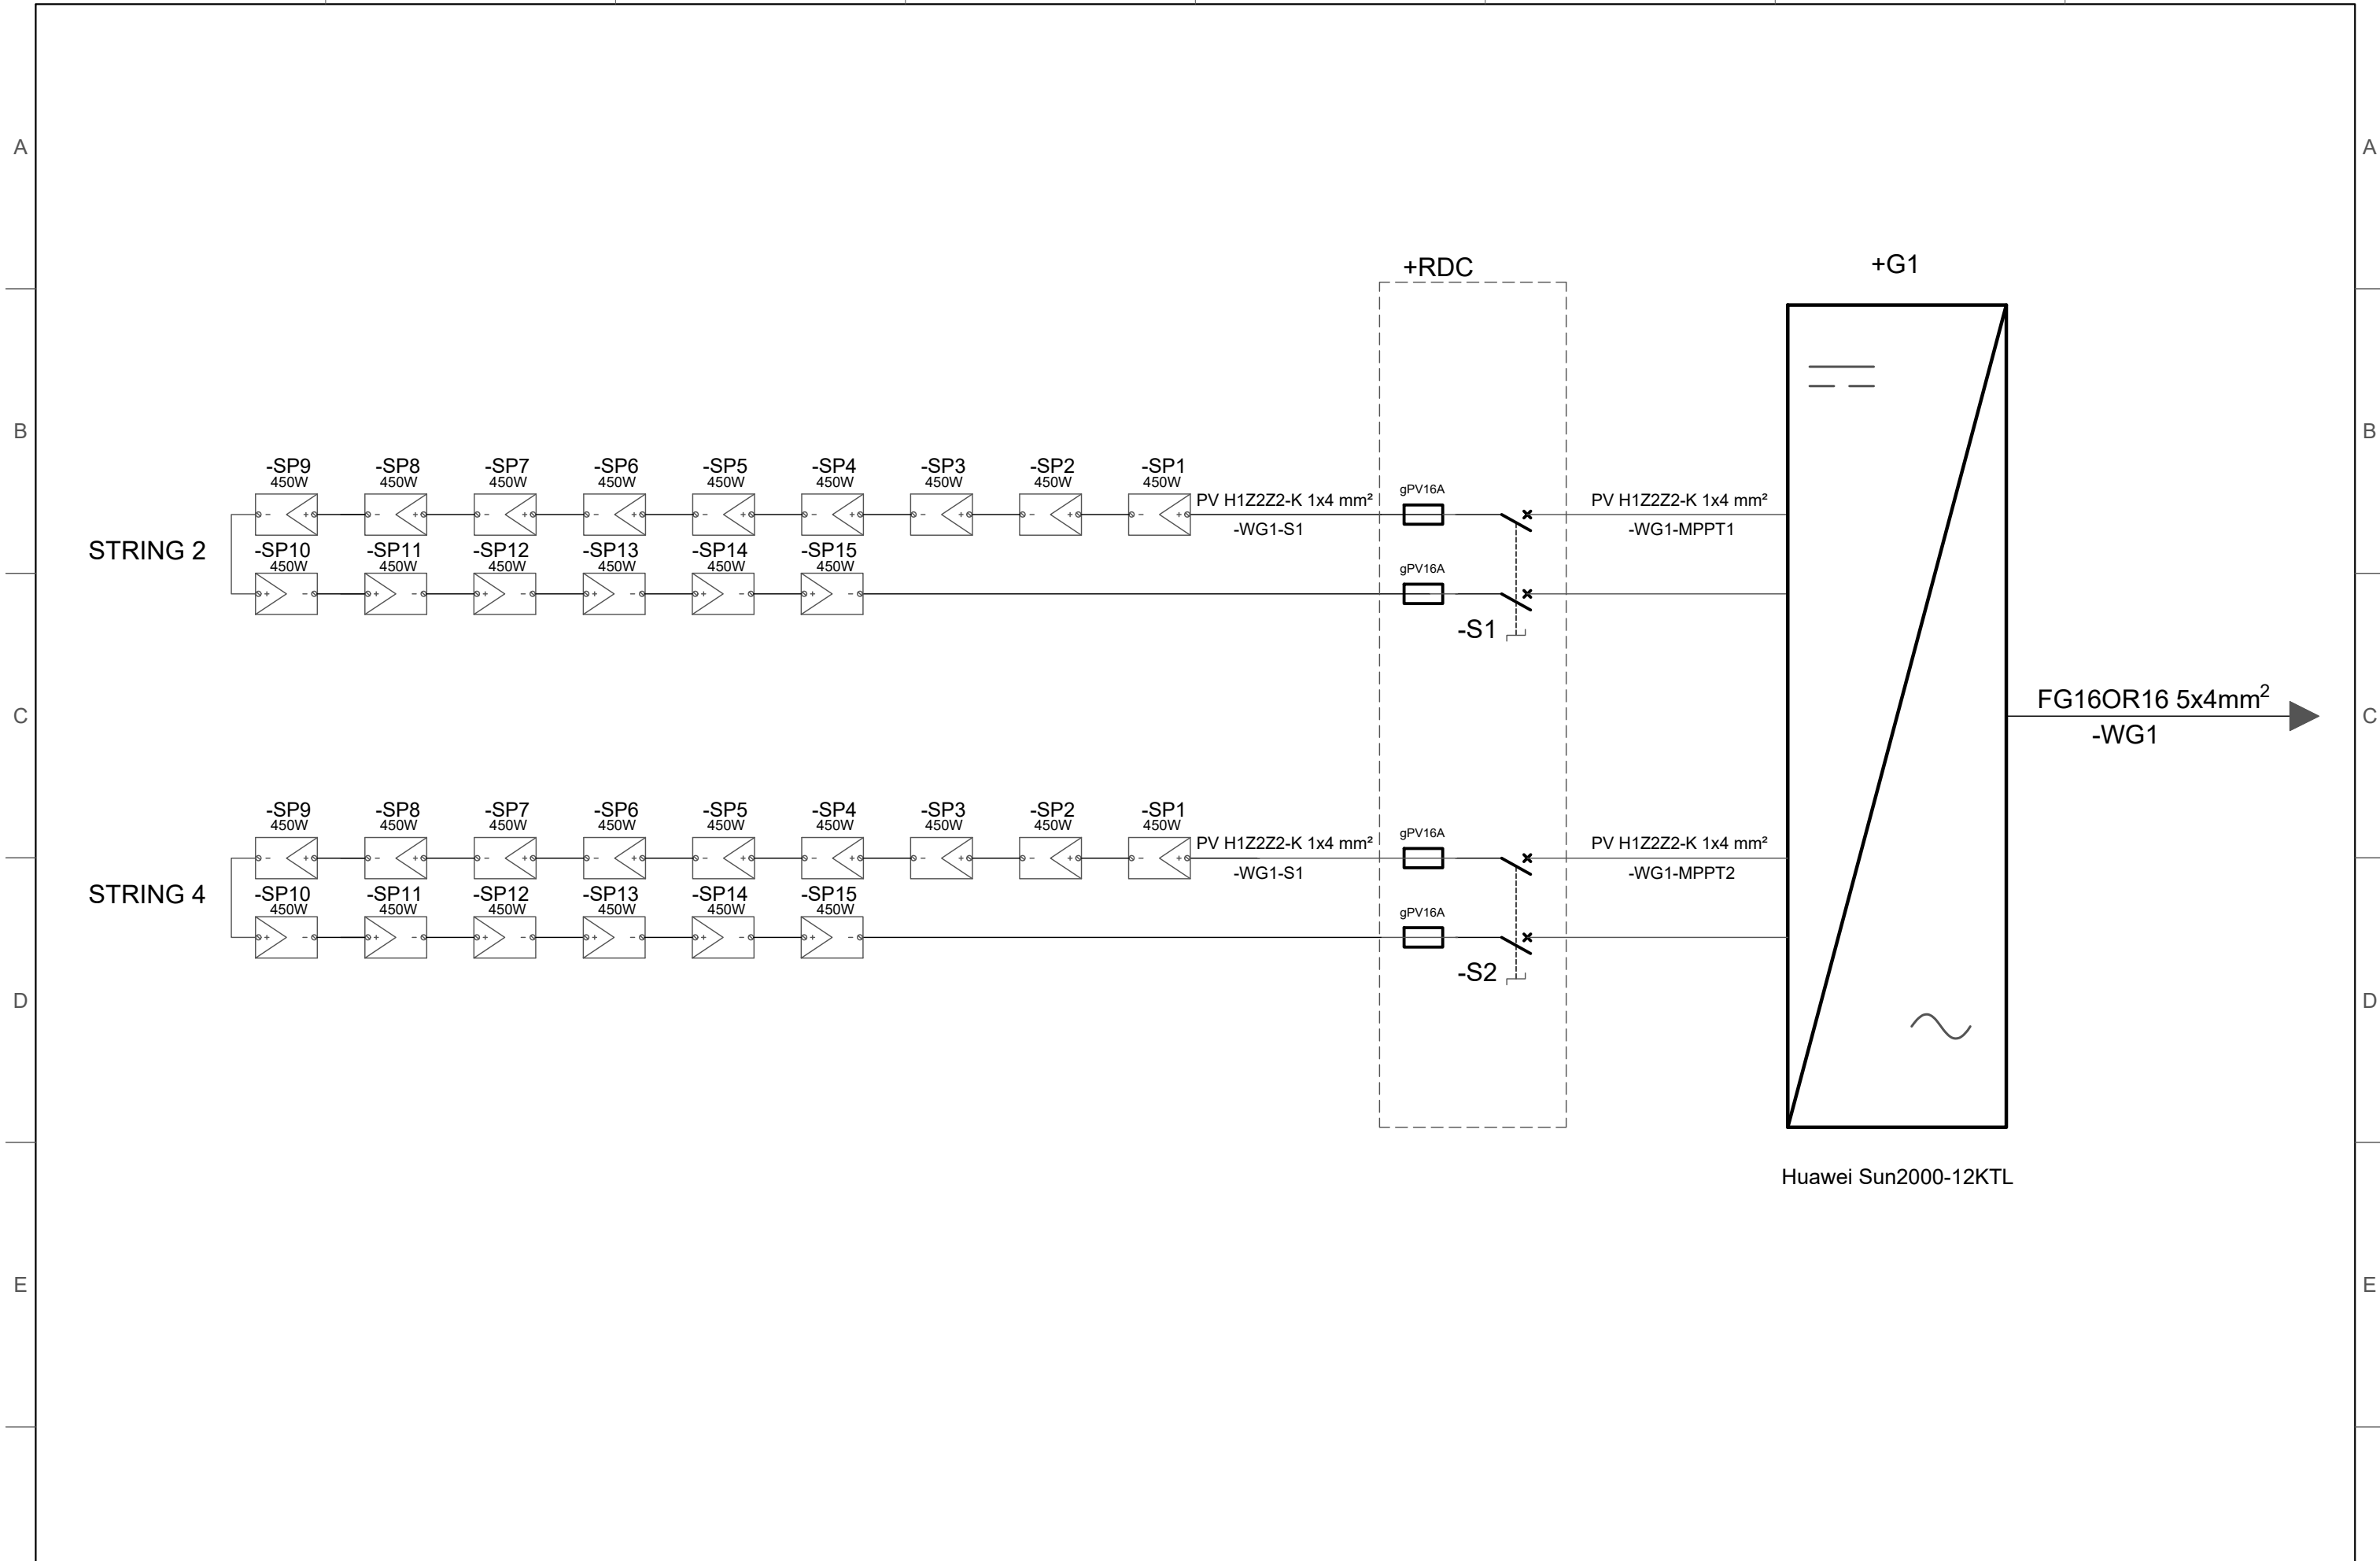 A A
+RDC +G1
B B
-SP9 -SP8 -SP7 -SP6 -SP5 -SP4 -SP3 -SP2 -SP1
450W 450W 450W 450W 450W 450W 450W 450W 450W
PV H1Z2Z2-K 1x4 mm² gPV16A PV H1Z2Z2-K 1x4 mm²
-WG1-S1 -WG1-MPPT1
STRING 2
-SP10 -SP11 -SP12 -SP13 -SP14 -SP15
450W 450W 450W 450W 450W 450W
gPV16A
-S1
C C
FG16OR16 5x4mm²
-WG1
-SP9 -SP8 -SP7 -SP6 -SP5 -SP4 -SP3 -SP2 -SP1
450W 450W 450W 450W 450W 450W 450W 450W 450W
PV H1Z2Z2-K 1x4 mm² gPV16A PV H1Z2Z2-K 1x4 mm²
-WG1-S1 -WG1-MPPT2
STRING 4
-SP10 -SP11 -SP12 -SP13 -SP14 -SP15
450W 450W 450W 450W 450W 450W
gPV16A
-S2
D D
Huawei Sun2000-12KTL
E E